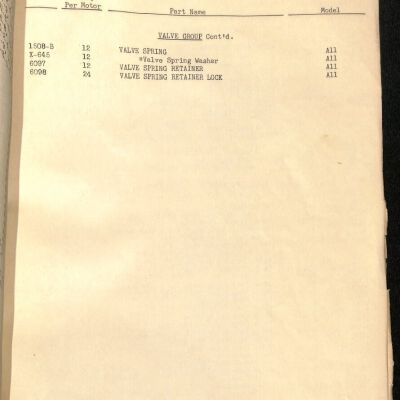 Per Motor Part Name Model
VALVE GROUP Cont'd.
1508-B 12 VALVE SPRING All
X-645 12 *Valve Spring Washer All
6097 12 VALVE SPRING RETAINER All
6098 24 VALVE SPRING RETAINER LOCK All